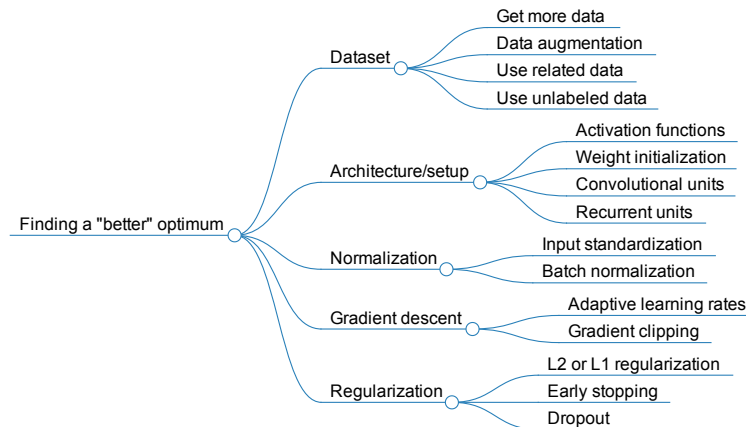 Finding a "better" optimum
Dataset
Get more data
Data augmentation
Use related data
Use unlabeled data
Architecture/setup
Activation functions
Weight initialization
Convolutional units
Recurrent units
Normalization
Input standardization
Batch normalization
Gradient descent
Adaptive learning rates
Gradient clipping
Regularization
L2 or L1 regularization
Early stopping
Dropout